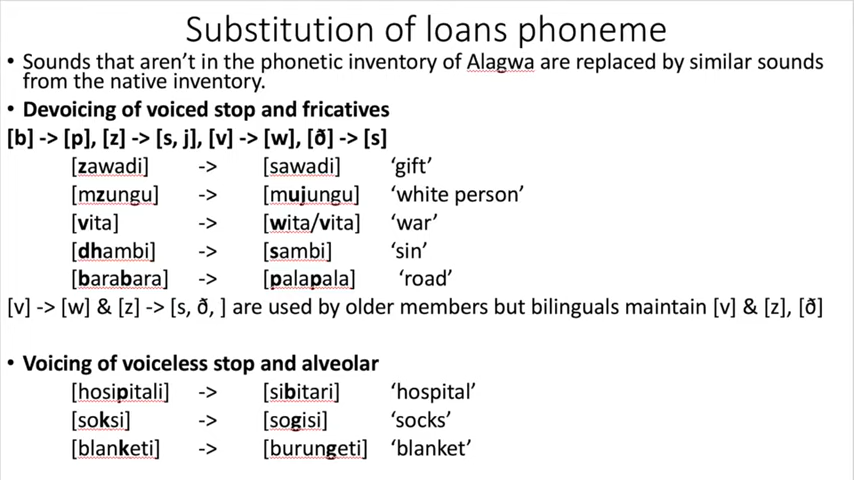 Substitution of loans phoneme
• Sounds that aren't in the phonetic inventory of Alagwa are replaced by similar sounds
from the native inventory.
• Devoicing of voiced stop and fricatives
[b] -> [p], [z] -> [s, j], [v] -> [w], [ð] -> [s]
[zawadi] -> [sawadi] 'gift'
[mzungu] -> [mujungu] 'white person'
[vita] -> [wita/vita] 'war'
[dhambi] -> [sambi] 'sin'
[barabara] -> [palapala] 'road'
[v] -> [w] & [z] -> [s, ð, ] are used by older members but bilinguals maintain [v] & [z], [ð]
• Voicing of voiceless stop and alveolar
[hosipitali] -> [sibitari] 'hospital'
[soksi] -> [sogisi] 'socks'
[blanketi] -> [burungeti] 'blanket'